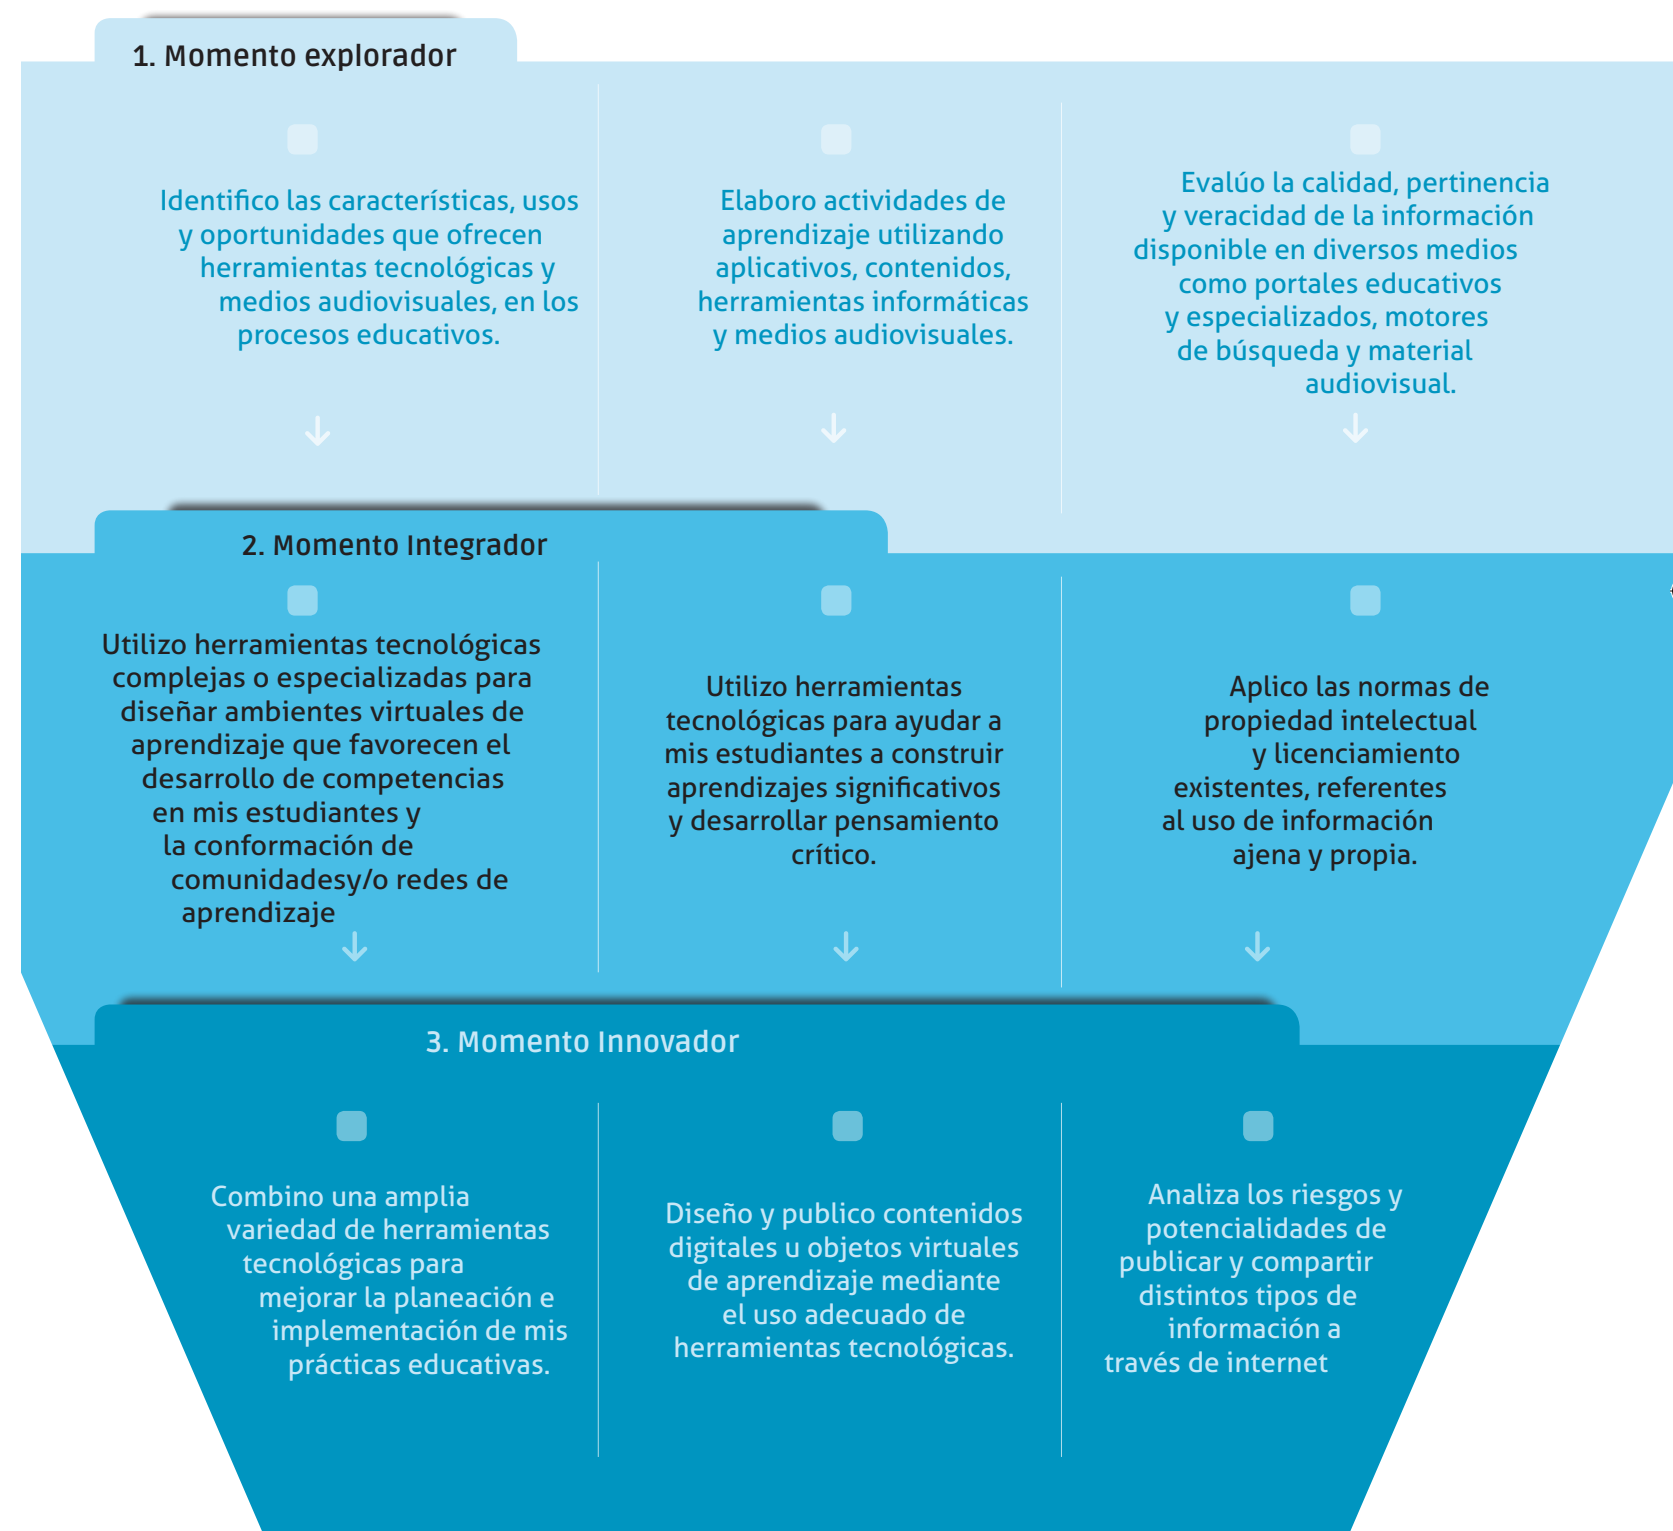 1. Momento explorador
Identifico las características, usos
y oportunidades que ofrecen
herramientas tecnológicas y
medios audiovisuales, en los
procesos educativos.
Elaboro actividades de
aprendizaje utilizando
aplicativos, contenidos,
herramientas informáticas
y medios audiovisuales.
Evalúo la calidad, pertinencia
y veracidad de la información
disponible en diversos medios
como portales educativos
y especializados, motores
de búsqueda y material
audiovisual.
2. Momento Integrador
Utilizo herramientas tecnológicas
complejas o especializadas para
diseñar ambientes virtuales de
aprendizaje que favorecen el
desarrollo de competencias
en mis estudiantes y
la conformación de
comunidadesy/o redes de
aprendizaje
Utilizo herramientas
tecnológicas para ayudar a
mis estudiantes a construir
aprendizajes significativos
y desarrollar pensamiento
crítico.
Aplico las normas de
propiedad intelectual
y licenciamiento
existentes, referentes
al uso de información
ajena y propia.
3. Momento Innovador
Combino una amplia
variedad de herramientas
tecnológicas para
mejorar la planeación e
implementación de mis
prácticas educativas.
Diseño y publico contenidos
digitales u objetos virtuales
de aprendizaje mediante
el uso adecuado de
herramientas tecnológicas.
Analiza los riesgos y
potencialidades de
publicar y compartir
distintos tipos de
información a
través de internet